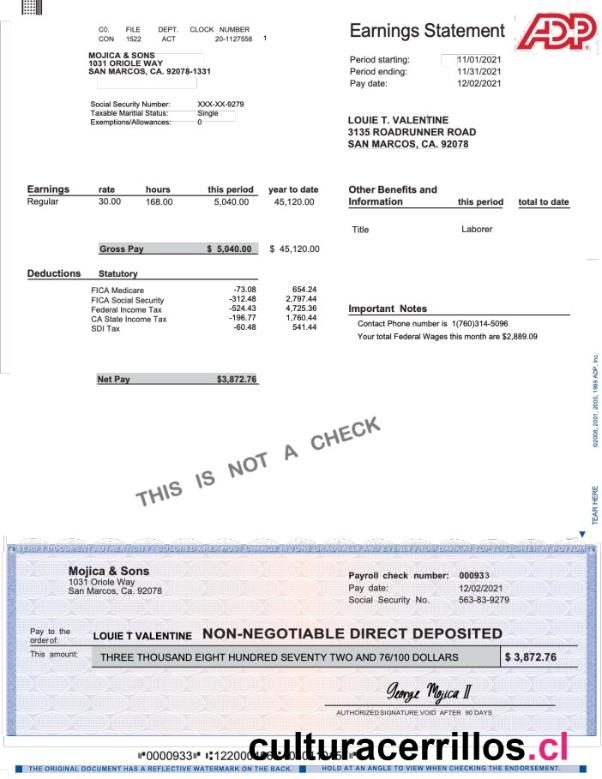 CO. FILE DEPT. CLOCK NUMBER
CON 1522 ACT 20-1127558 1
MOJICA & SONS
1031 ORIOLE WAY
SAN MARCOS, CA. 92078-1331
Earnings Statement
ADP
Period starting: 11/01/2021
Period ending: 11/31/2021
Pay date: 12/02/2021
Social Security Number: XXX-XX-9279
Taxable Maritial Status: Single
Exemptions/Allowances: 0
LOUIE T. VALENTINE
3135 ROADRUNNER ROAD
SAN MARCOS, CA. 92078
Earnings rate hours this period year to date
Regular 30.00 168.00 5,040.00 45,120.00
Gross Pay $ 5,040.00 $ 45,120.00
Other Benefits and
Information this period total to date
Title Laborer
Deductions Statutory
FICA Medicare -73.08 654.24
FICA Social Security -312.48 2,797.44
Federal Income Tax -524.43 4,725.36
CA State Income Tax -196.77 1,760.44
SDI Tax -60.48 541.44
Important Notes
Contact Phone number is 1(760)314-5096
Your total Federal Wages this month are $2,889.09
Net Pay $3,872.76
THIS IS NOT A CHECK
©2008, 2001, 2000, 1999 ADP, Inc.
TEAR HERE
VERIFY DOCUMENT AUTHENTICITY - COLORED AREA MUST CHANGE IN TONE GRADUALLY AND EVENLY FROM DARK AT TOP TO LIGHTER AT BOTTOM
Mojica & Sons
1031 Oriole Way
San Marcos, Ca. 92078
Payroll check number: 000933
Pay date: 12/02/2021
Social Security No. 563-83-9279
Pay to the
order of: LOUIE T VALENTINE NON-NEGOTIABLE DIRECT DEPOSITED
This amount: THREE THOUSAND EIGHT HUNDRED SEVENTY TWO AND 76/100 DOLLARS $ 3,872.76
George Mojica II
AUTHORIZED SIGNATURE VOID AFTER 90 DAYS
culturacerrillos.cl
THE ORIGINAL DOCUMENT HAS A REFLECTIVE WATERMARK ON THE BACK. HOLD AT AN ANGLE TO VIEW WHEN CHECKING THE ENDORSEMENT.